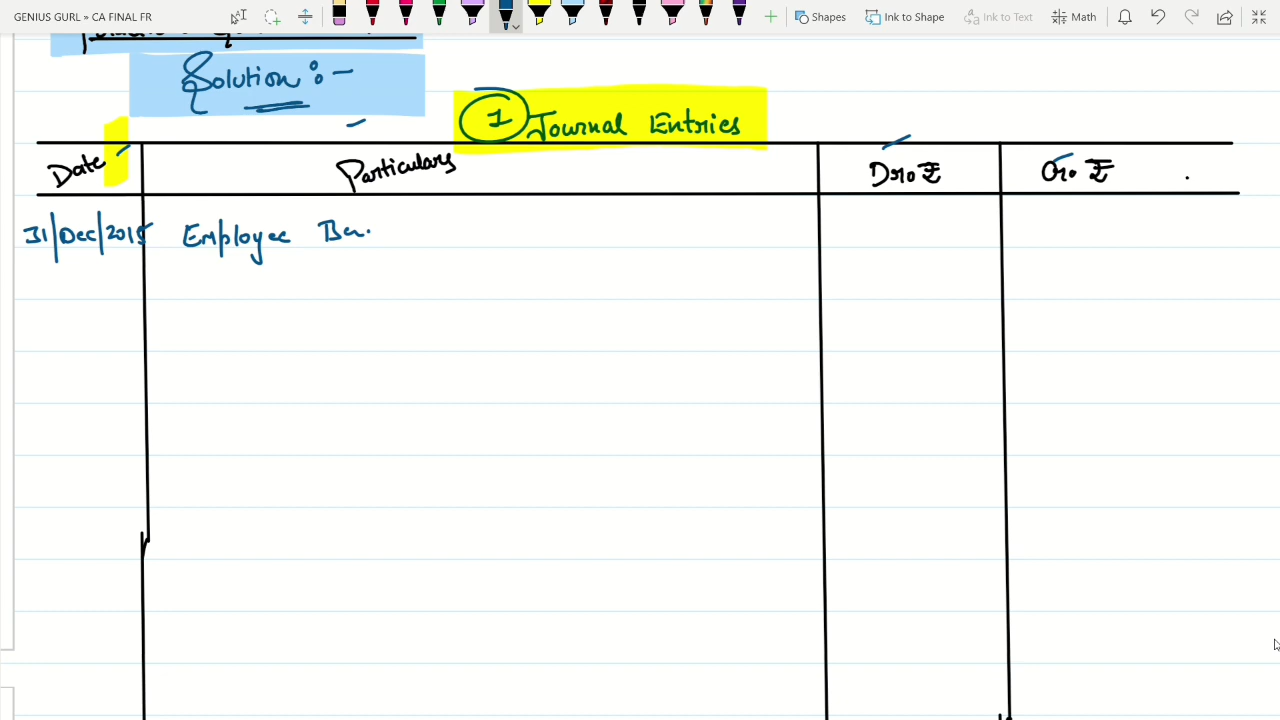 GENIUS GURL » CA FINAL FR
Shapes
Ink to Shape
Ink to Text
Math
Solution :-
1 Journal Entries
Date Particulars Dr. ₹ Cr. ₹
31/Dec/2015 Employee Ben.